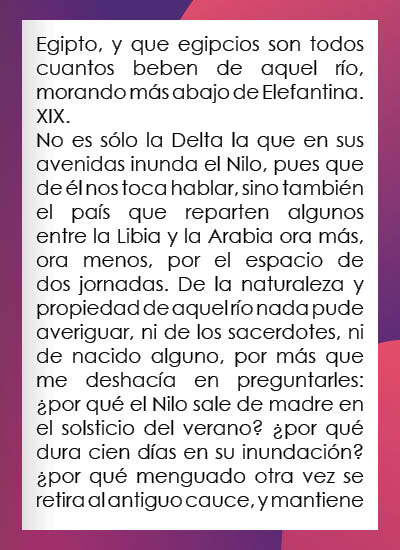 Egipto, y que egipcios son todos
cuantos beben de aquel río,
morando más abajo de Elefantina.
XIX.
No es sólo la Delta la que en sus
avenidas inunda el Nilo, pues que
de él nos toca hablar, sino también
el país que reparten algunos
entre la Libia y la Arabia ora más,
ora menos, por el espacio de
dos jornadas. De la naturaleza y
propiedad de aquel río nada pude
averiguar, ni de los sacerdotes, ni
de nacido alguno, por más que
me deshacía en preguntarles:
¿por qué el Nilo sale de madre en
el solsticio del verano? ¿por qué
dura cien días en su inundación?
¿por qué menguado otra vez se
retira al antiguo cauce, y mantiene